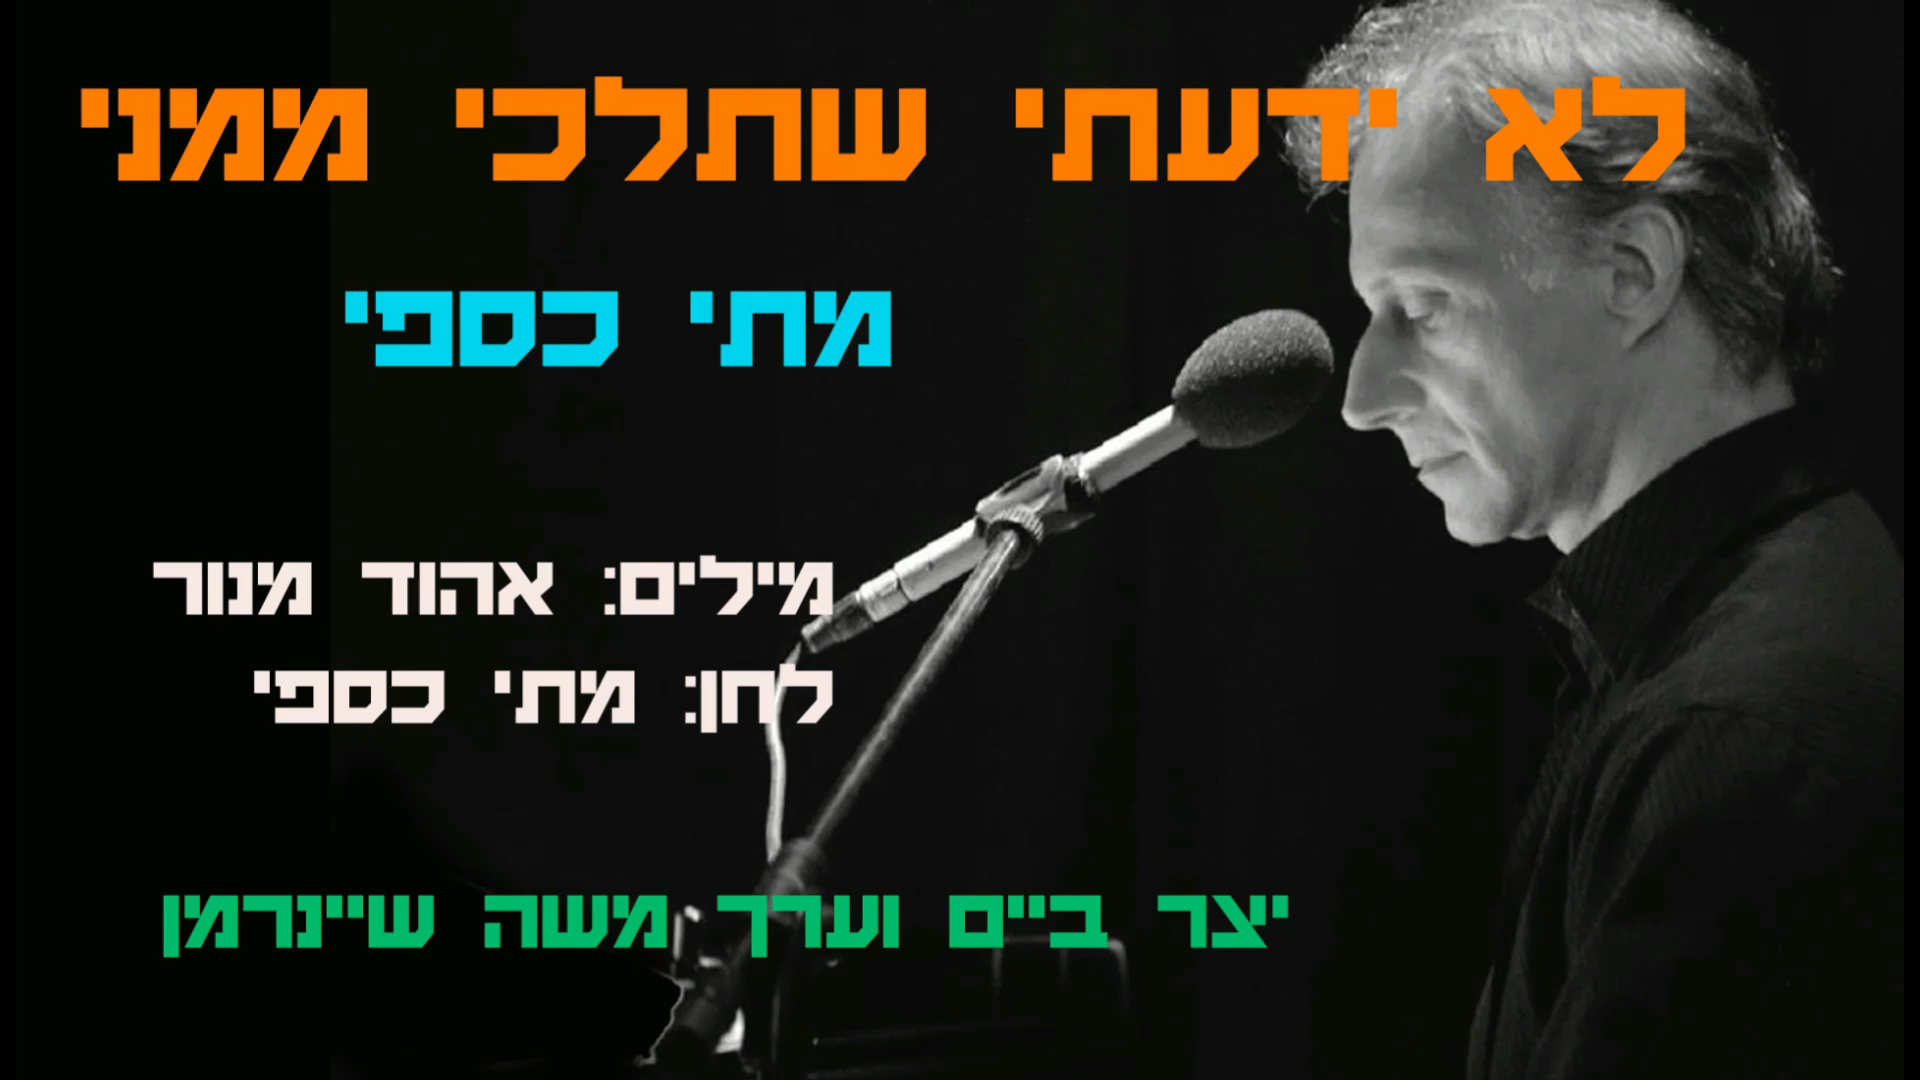 לא ידעתי שתלכי ממני
מתי כספי
מילים: אהוד מנור
לחן: מתי כספי
יצר ביים וערך משה שיינרמן